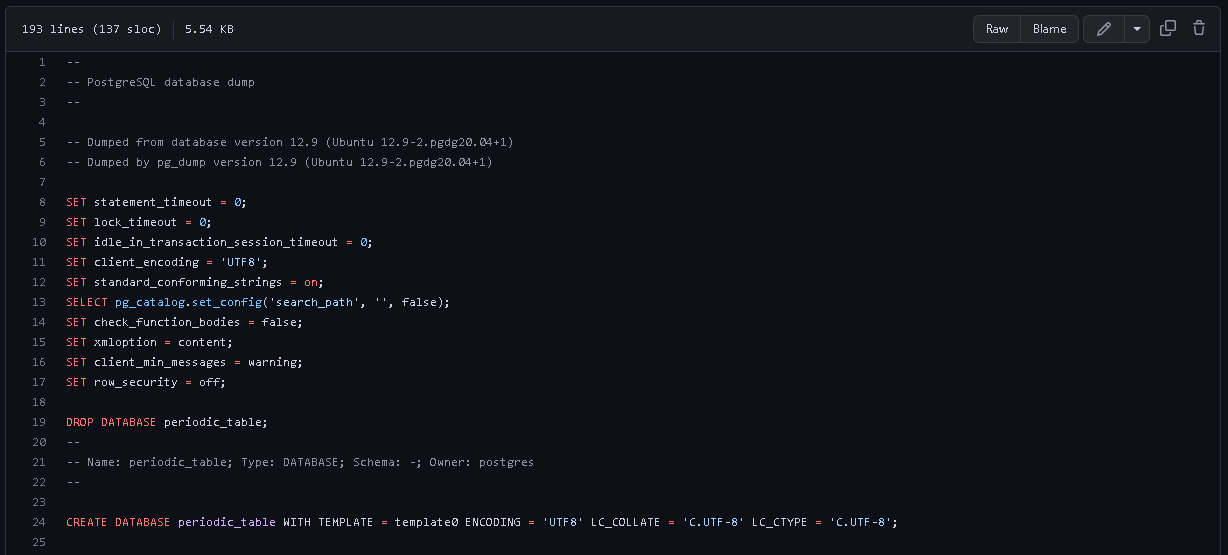 193 lines (137 sloc) 5.54 KB Raw Blame
1 --
2 -- PostgreSQL database dump
3 --
4
5 -- Dumped from database version 12.9 (Ubuntu 12.9-2.pgdg20.04+1)
6 -- Dumped by pg_dump version 12.9 (Ubuntu 12.9-2.pgdg20.04+1)
7
8 SET statement_timeout = 0;
9 SET lock_timeout = 0;
10 SET idle_in_transaction_session_timeout = 0;
11 SET client_encoding = 'UTF8';
12 SET standard_conforming_strings = on;
13 SELECT pg_catalog.set_config('search_path', '', false);
14 SET check_function_bodies = false;
15 SET xmloption = content;
16 SET client_min_messages = warning;
17 SET row_security = off;
18
19 DROP DATABASE periodic_table;
20 --
21 -- Name: periodic_table; Type: DATABASE; Schema: -; Owner: postgres
22 --
23
24 CREATE DATABASE periodic_table WITH TEMPLATE = template0 ENCODING = 'UTF8' LC_COLLATE = 'C.UTF-8' LC_CTYPE = 'C.UTF-8';
25